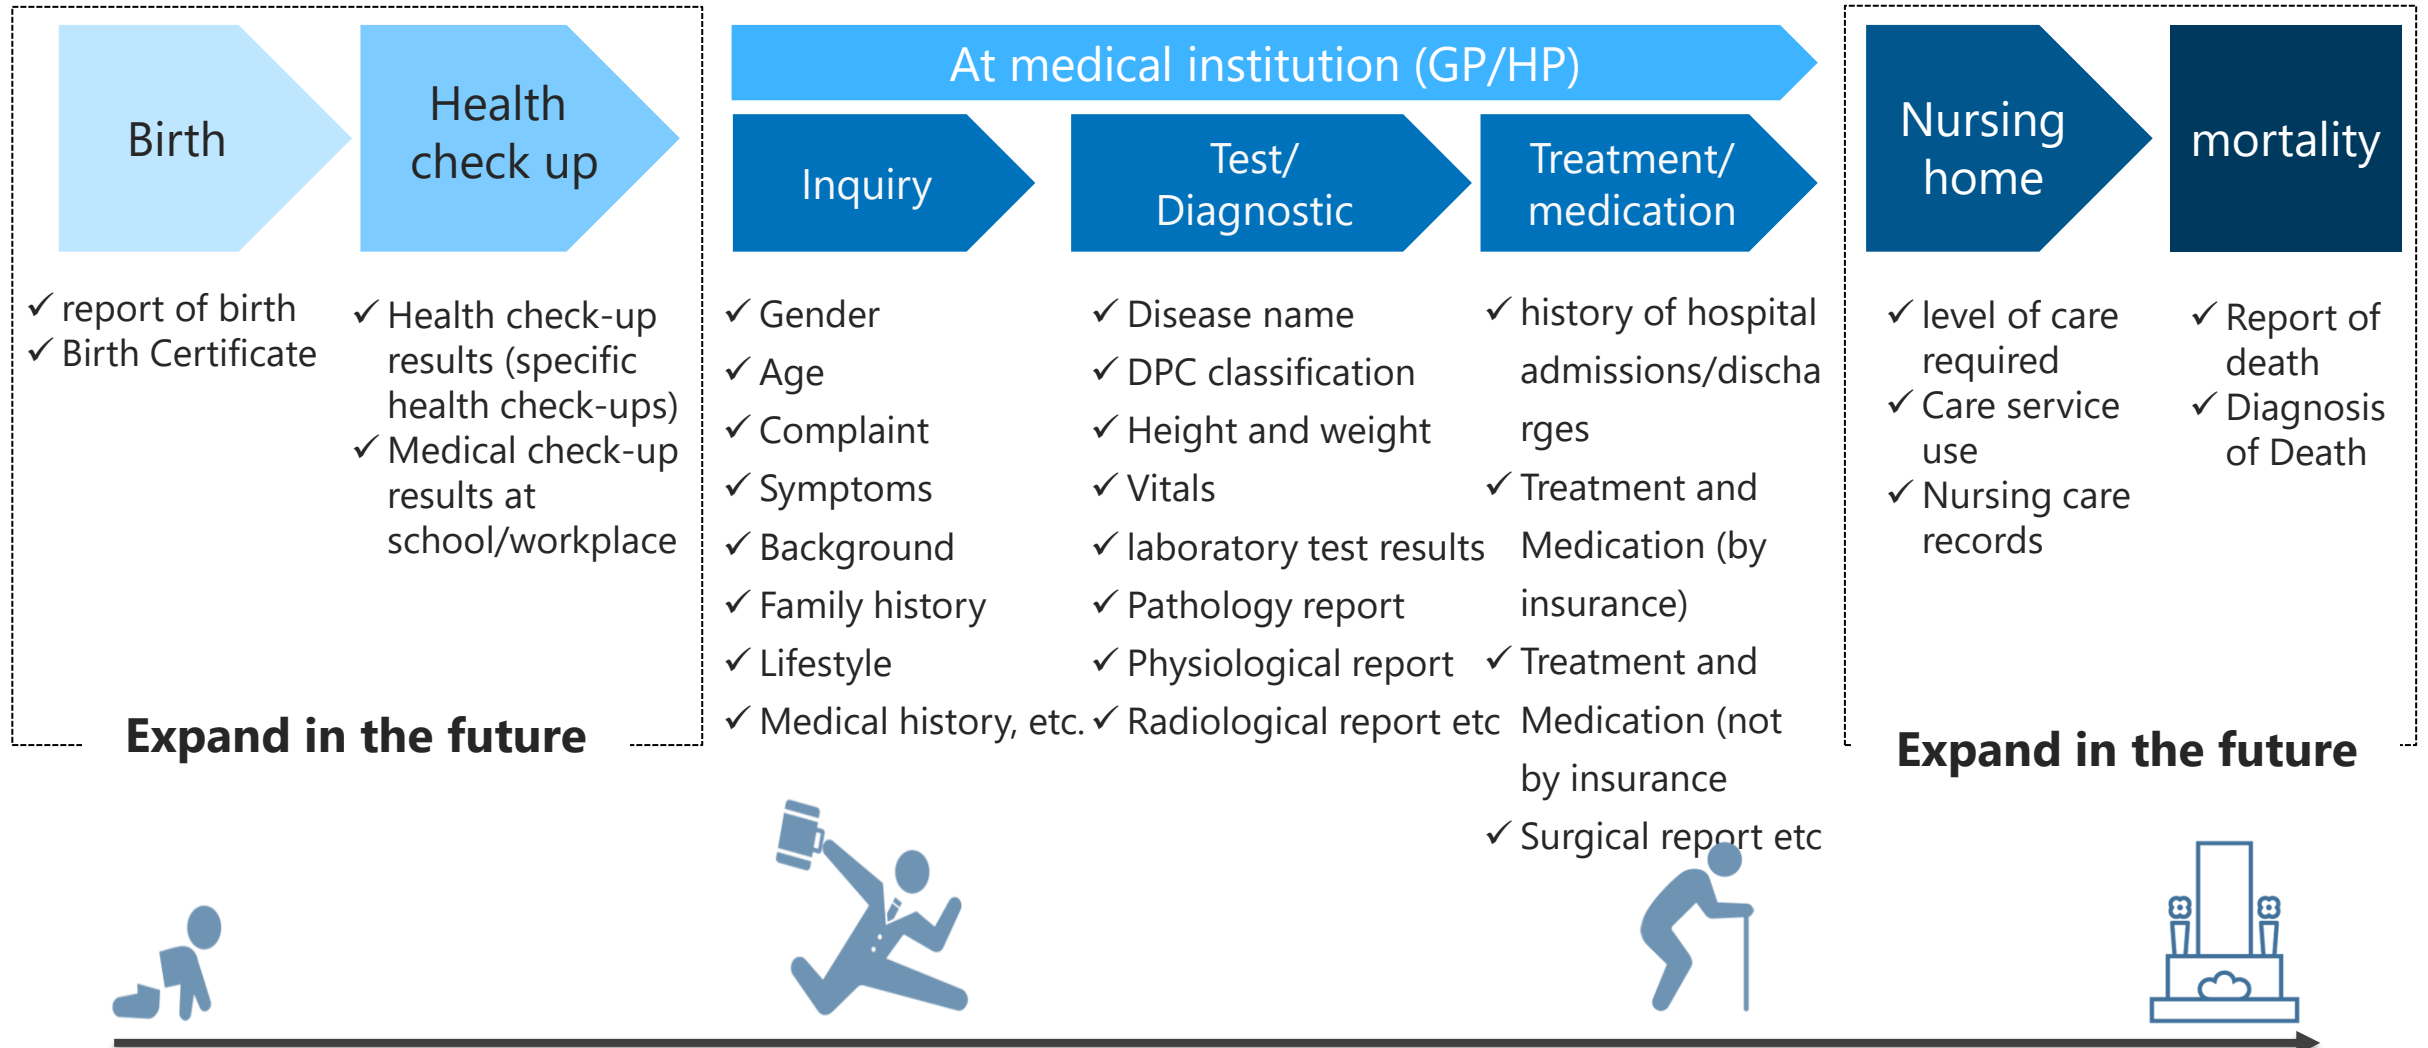 Birth
✓ report of birth
✓ Birth Certificate
Health
check up
✓ Health check-up
results (specific
health check-ups)
✓ Medical check-up
results at
school/workplace
Expand in the future
At medical institution (GP/HP)
Inquiry
✓ Gender
✓ Age
✓ Complaint
✓ Symptoms
✓ Background
✓ Family history
✓ Lifestyle
✓ Medical history, etc.
Test/
Diagnostic
✓ Disease name
✓ DPC classification
✓ Height and weight
✓ Vitals
✓ laboratory test results
✓ Pathology report
✓ Physiological report
✓ Radiological report etc
Treatment/
medication
✓ history of hospital
admissions/discha
rges
✓ Treatment and
Medication (by
insurance)
✓ Treatment and
Medication (not
by insurance
✓ Surgical report etc
Nursing
home
✓ level of care
required
✓ Care service
use
✓ Nursing care
records
mortality
✓ Report of
death
✓ Diagnosis
of Death
Expand in the future